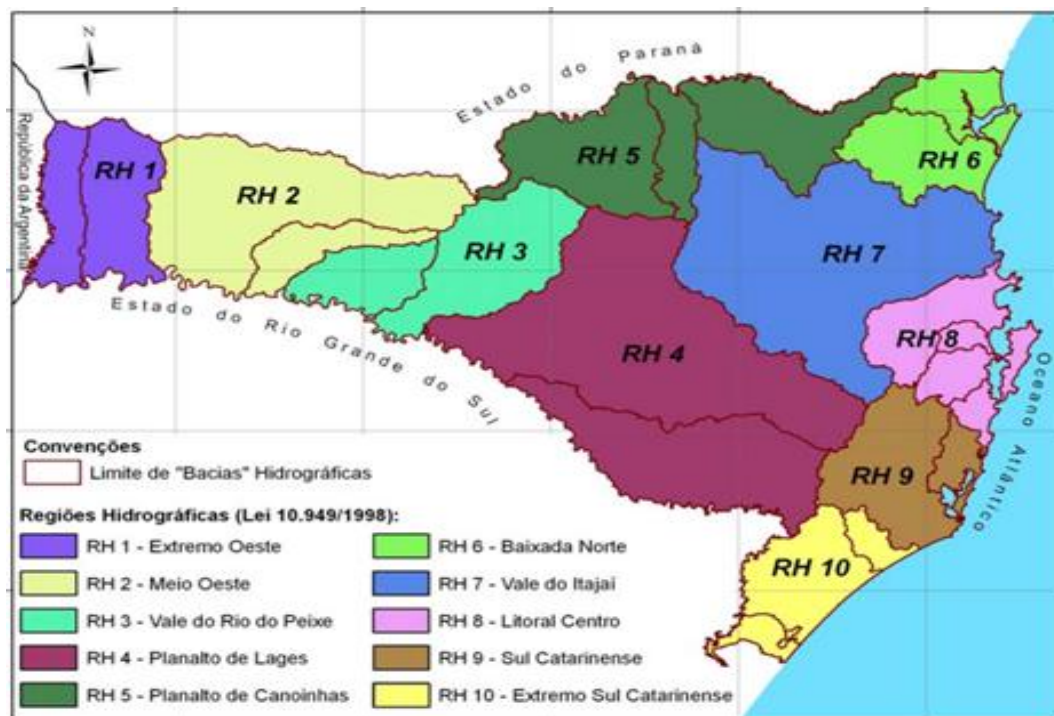 N
Estado do Paraná
República da Argentina
RH 1
RH 2
RH 3
RH 4
RH 5
RH 6
RH 7
RH 8
RH 9
RH 10
Estado do Rio Grande do Sul
Oceano Atlântico
Convenções
Limite de "Bacias" Hidrográficas
Regiões Hidrográficas (Lei 10.949/1998):
RH 1 - Extremo Oeste
RH 2 - Meio Oeste
RH 3 - Vale do Rio do Peixe
RH 4 - Planalto de Lages
RH 5 - Planalto de Canoinhas
RH 6 - Baixada Norte
RH 7 - Vale do Itajaí
RH 8 - Litoral Centro
RH 9 - Sul Catarinense
RH 10 - Extremo Sul Catarinense